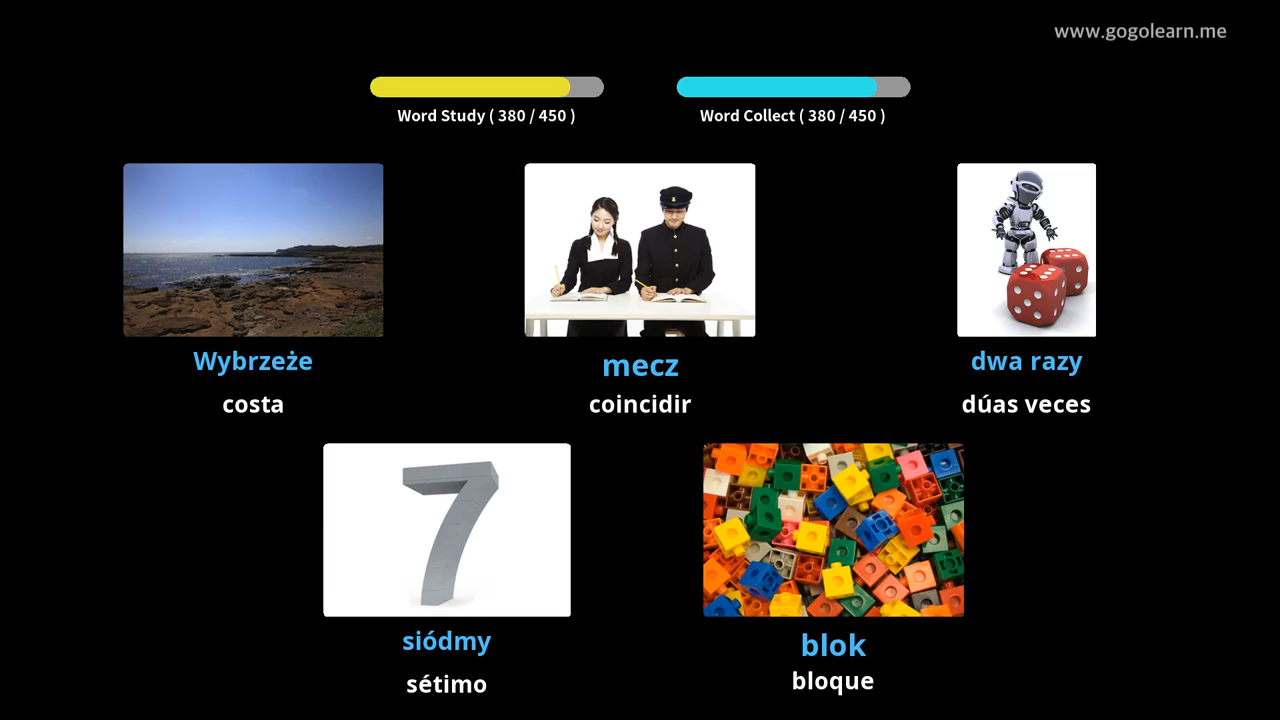 www.gogolearn.me
Word Study ( 380 / 450 )
Word Collect ( 380 / 450 )
Wybrzeże
costa
mecz
coincidir
dwa razy
dúas veces
siódmy
sétimo
blok
bloque